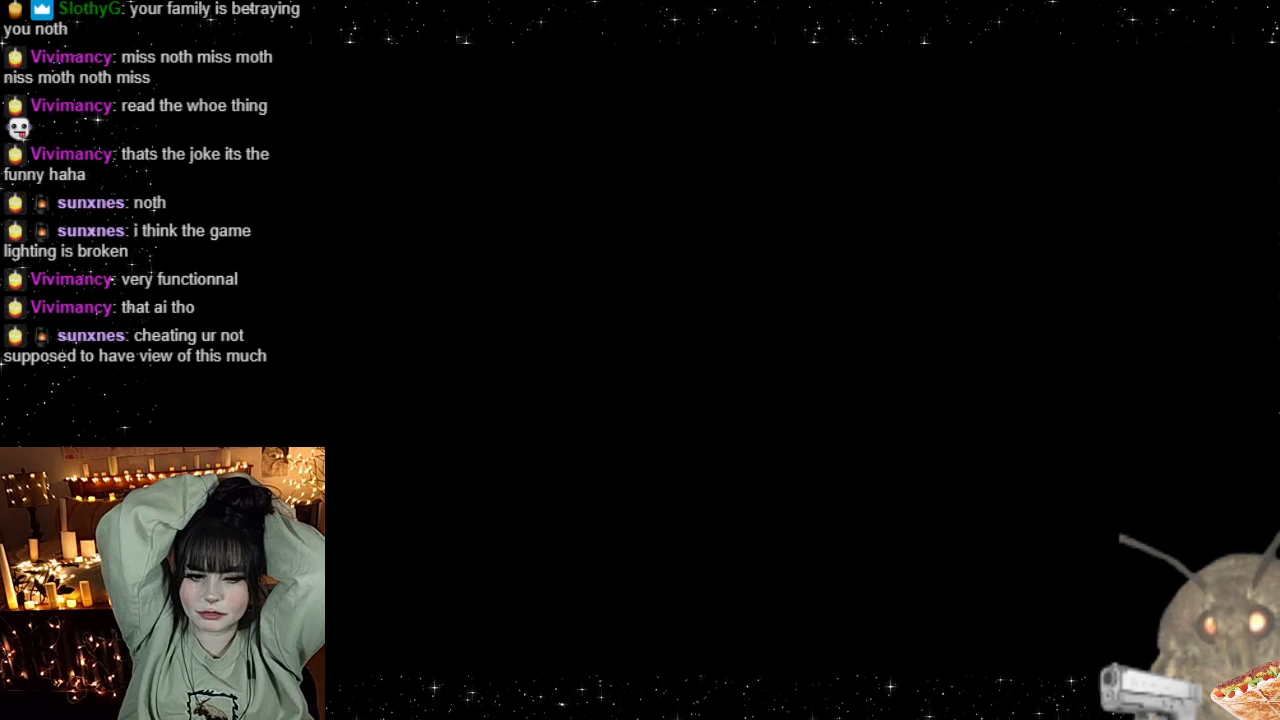 SlothyG: your family is betraying
you noth
Vivimancy: miss noth miss moth
niss moth noth miss
Vivimancy: read the whoe thing
Vivimancy: thats the joke its the
funny haha
sunxnes: noth
sunxnes: i think the game
lighting is broken
Vivimancy: very functionnal
Vivimancy: that ai tho
sunxnes: cheating ur not
supposed to have view of this much